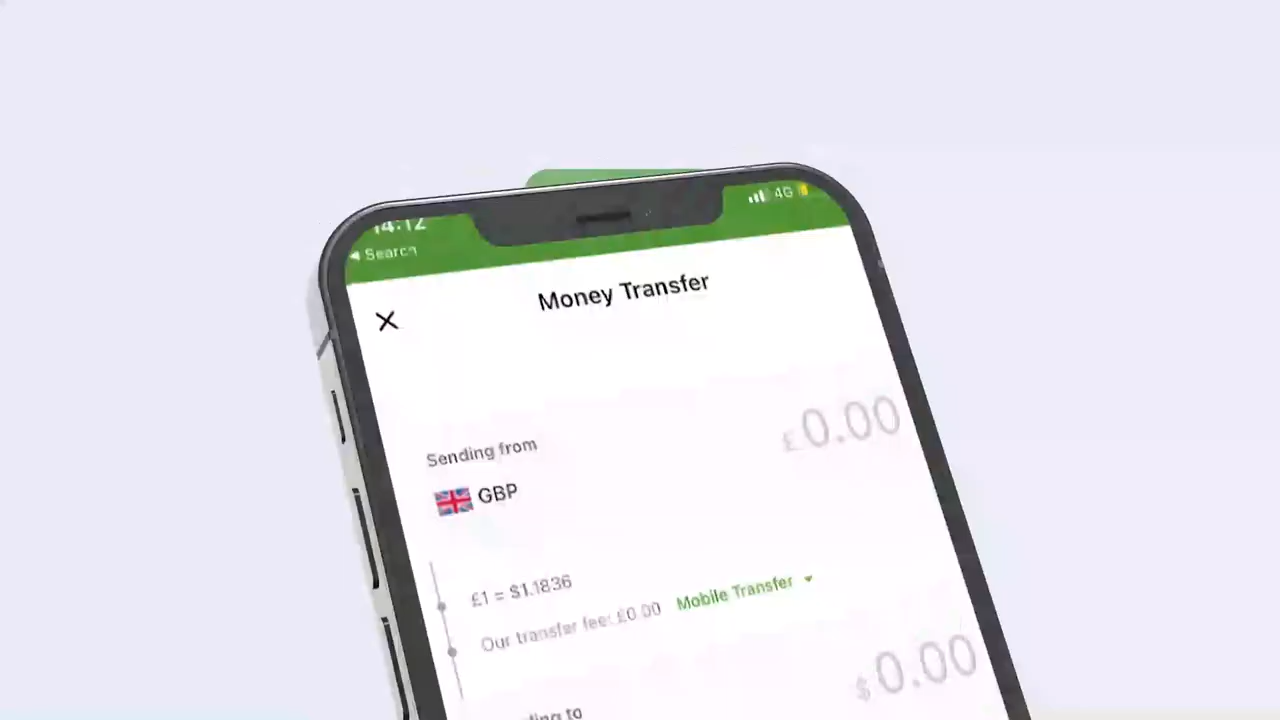 14:12
4G
Search
Money Transfer
£0.00
Sending from
GBP
£1 = $1.1836
Our transfer fee: £0.00 Mobile Transfer
$0.00
to